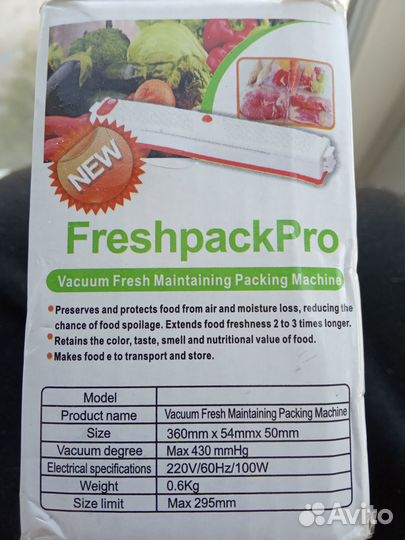 NEW
FreshpackPro
Vacuum Fresh Maintaining Packing Machine
Preserves and protects food from air and moisture loss, reducing the
chance of food spoilage. Extends food freshness 2 to 3 times longer.
Retains the color, taste, smell and nutritional value of food.
Makes food e to transport and store.
Model
Product name Vacuum Fresh Maintaining Packing Machine
Size 360mm x 54mmx 50mm
Vacuum degree Max 430 mmHg
Electrical specifications 220V/60Hz/100W
Weight 0.6Kg
Size limit Max 295mm
Avito